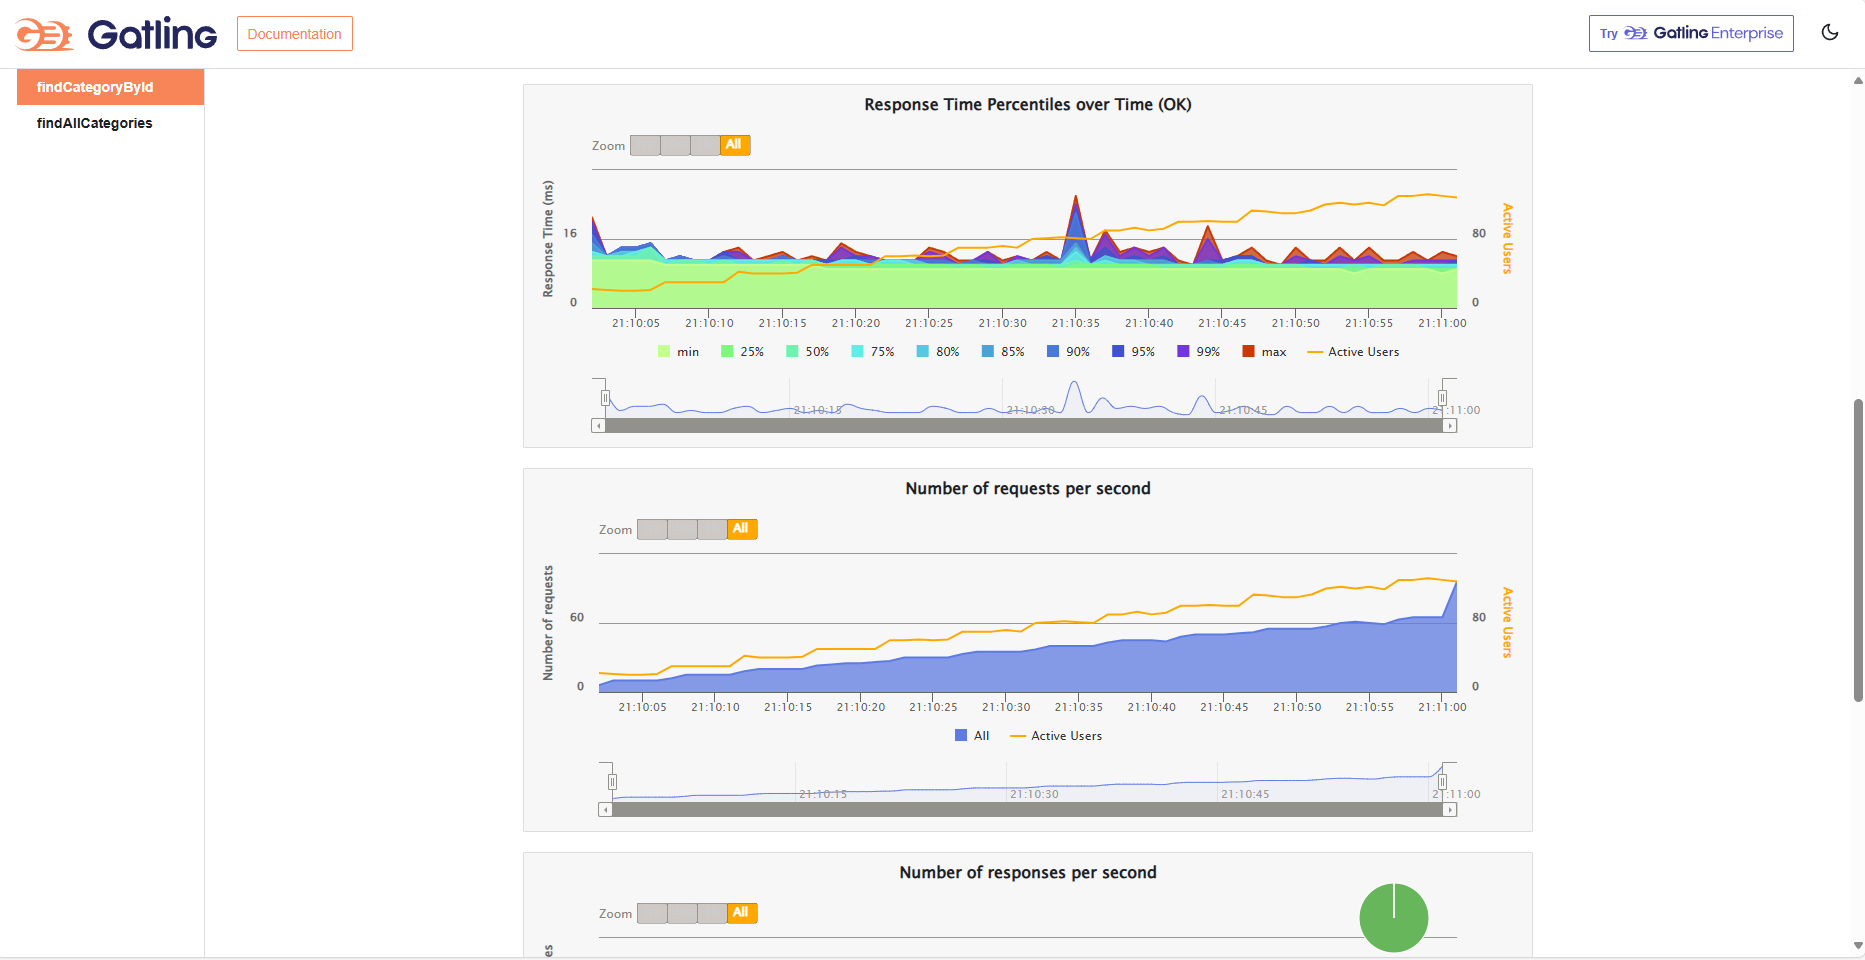 Gatling
Documentation
Try Gatling Enterprise
findCategoryById
findAllCategories
Response Time Percentiles over Time (OK)
Zoom
All
Response Time (ms)
16
0
Active Users
80
0
21:10:05 21:10:10 21:10:15 21:10:20 21:10:25 21:10:30 21:10:35 21:10:40 21:10:45 21:10:50 21:10:55 21:11:00
min 25% 50% 75% 80% 85% 90% 95% 99% max Active Users
21:10:15 21:10:30 21:10:45 21:11:00
Number of requests per second
Zoom
All
Number of requests
60
0
Active Users
80
0
21:10:05 21:10:10 21:10:15 21:10:20 21:10:25 21:10:30 21:10:35 21:10:40 21:10:45 21:10:50 21:10:55 21:11:00
All Active Users
21:10:15 21:10:30 21:10:45 21:11:00
Number of responses per second
Zoom
All
es